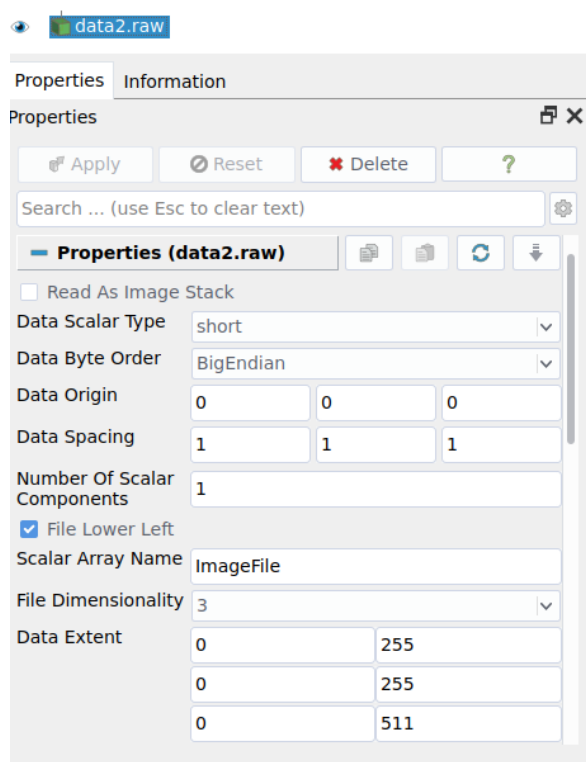 data2.raw
Properties Information
Properties
Apply Reset Delete ?
Search ... (use Esc to clear text)
Properties (data2.raw)
Read As Image Stack
Data Scalar Type short
Data Byte Order BigEndian
Data Origin 0 0 0
Data Spacing 1 1 1
Number Of Scalar
Components 1
File Lower Left
Scalar Array Name ImageFile
File Dimensionality 3
Data Extent 0 255
0 255
0 511